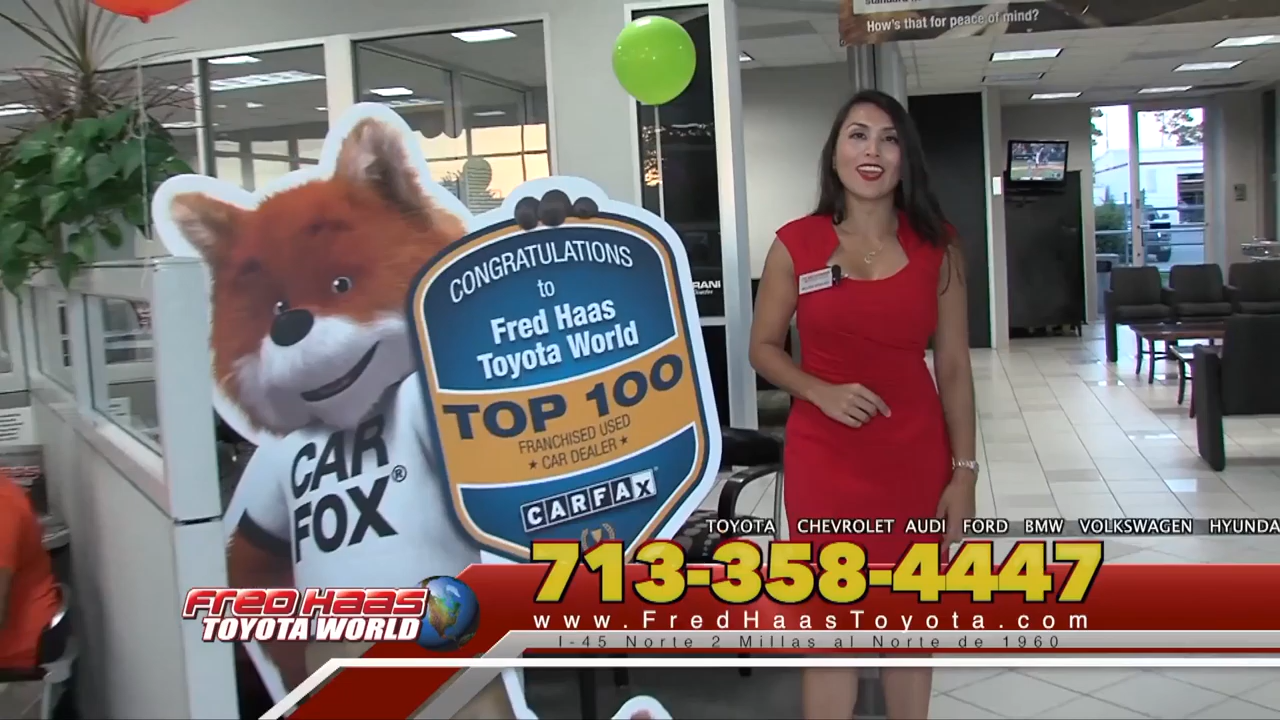 How's that for peace of mind?
CONGRATULATIONS
to
Fred Haas
Toyota World
TOP 100
FRANCHISED USED
★ CAR DEALER ★
CARFAX
CAR
FOX®
TOYOTA CHEVROLET AUDI FORD BMW VOLKSWAGEN HYUNDA
713-358-4447
FRED HAAS
TOYOTA WORLD
www.FredHaasToyota.com
I-45 Norte 2 Millas al Norte de 1960